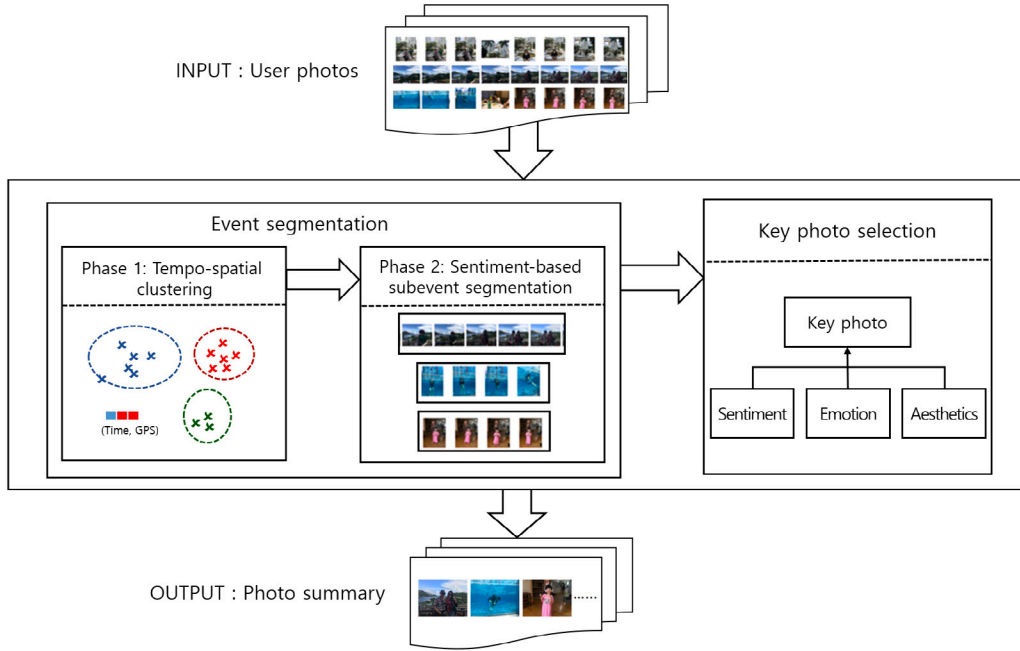 INPUT : User photos
Event segmentation
Key photo selection
Phase 1: Tempo-spatial
clustering
Phase 2: Sentiment-based
subevent segmentation
(Time, GPS)
Key photo
Sentiment
Emotion
Aesthetics
OUTPUT : Photo summary
......